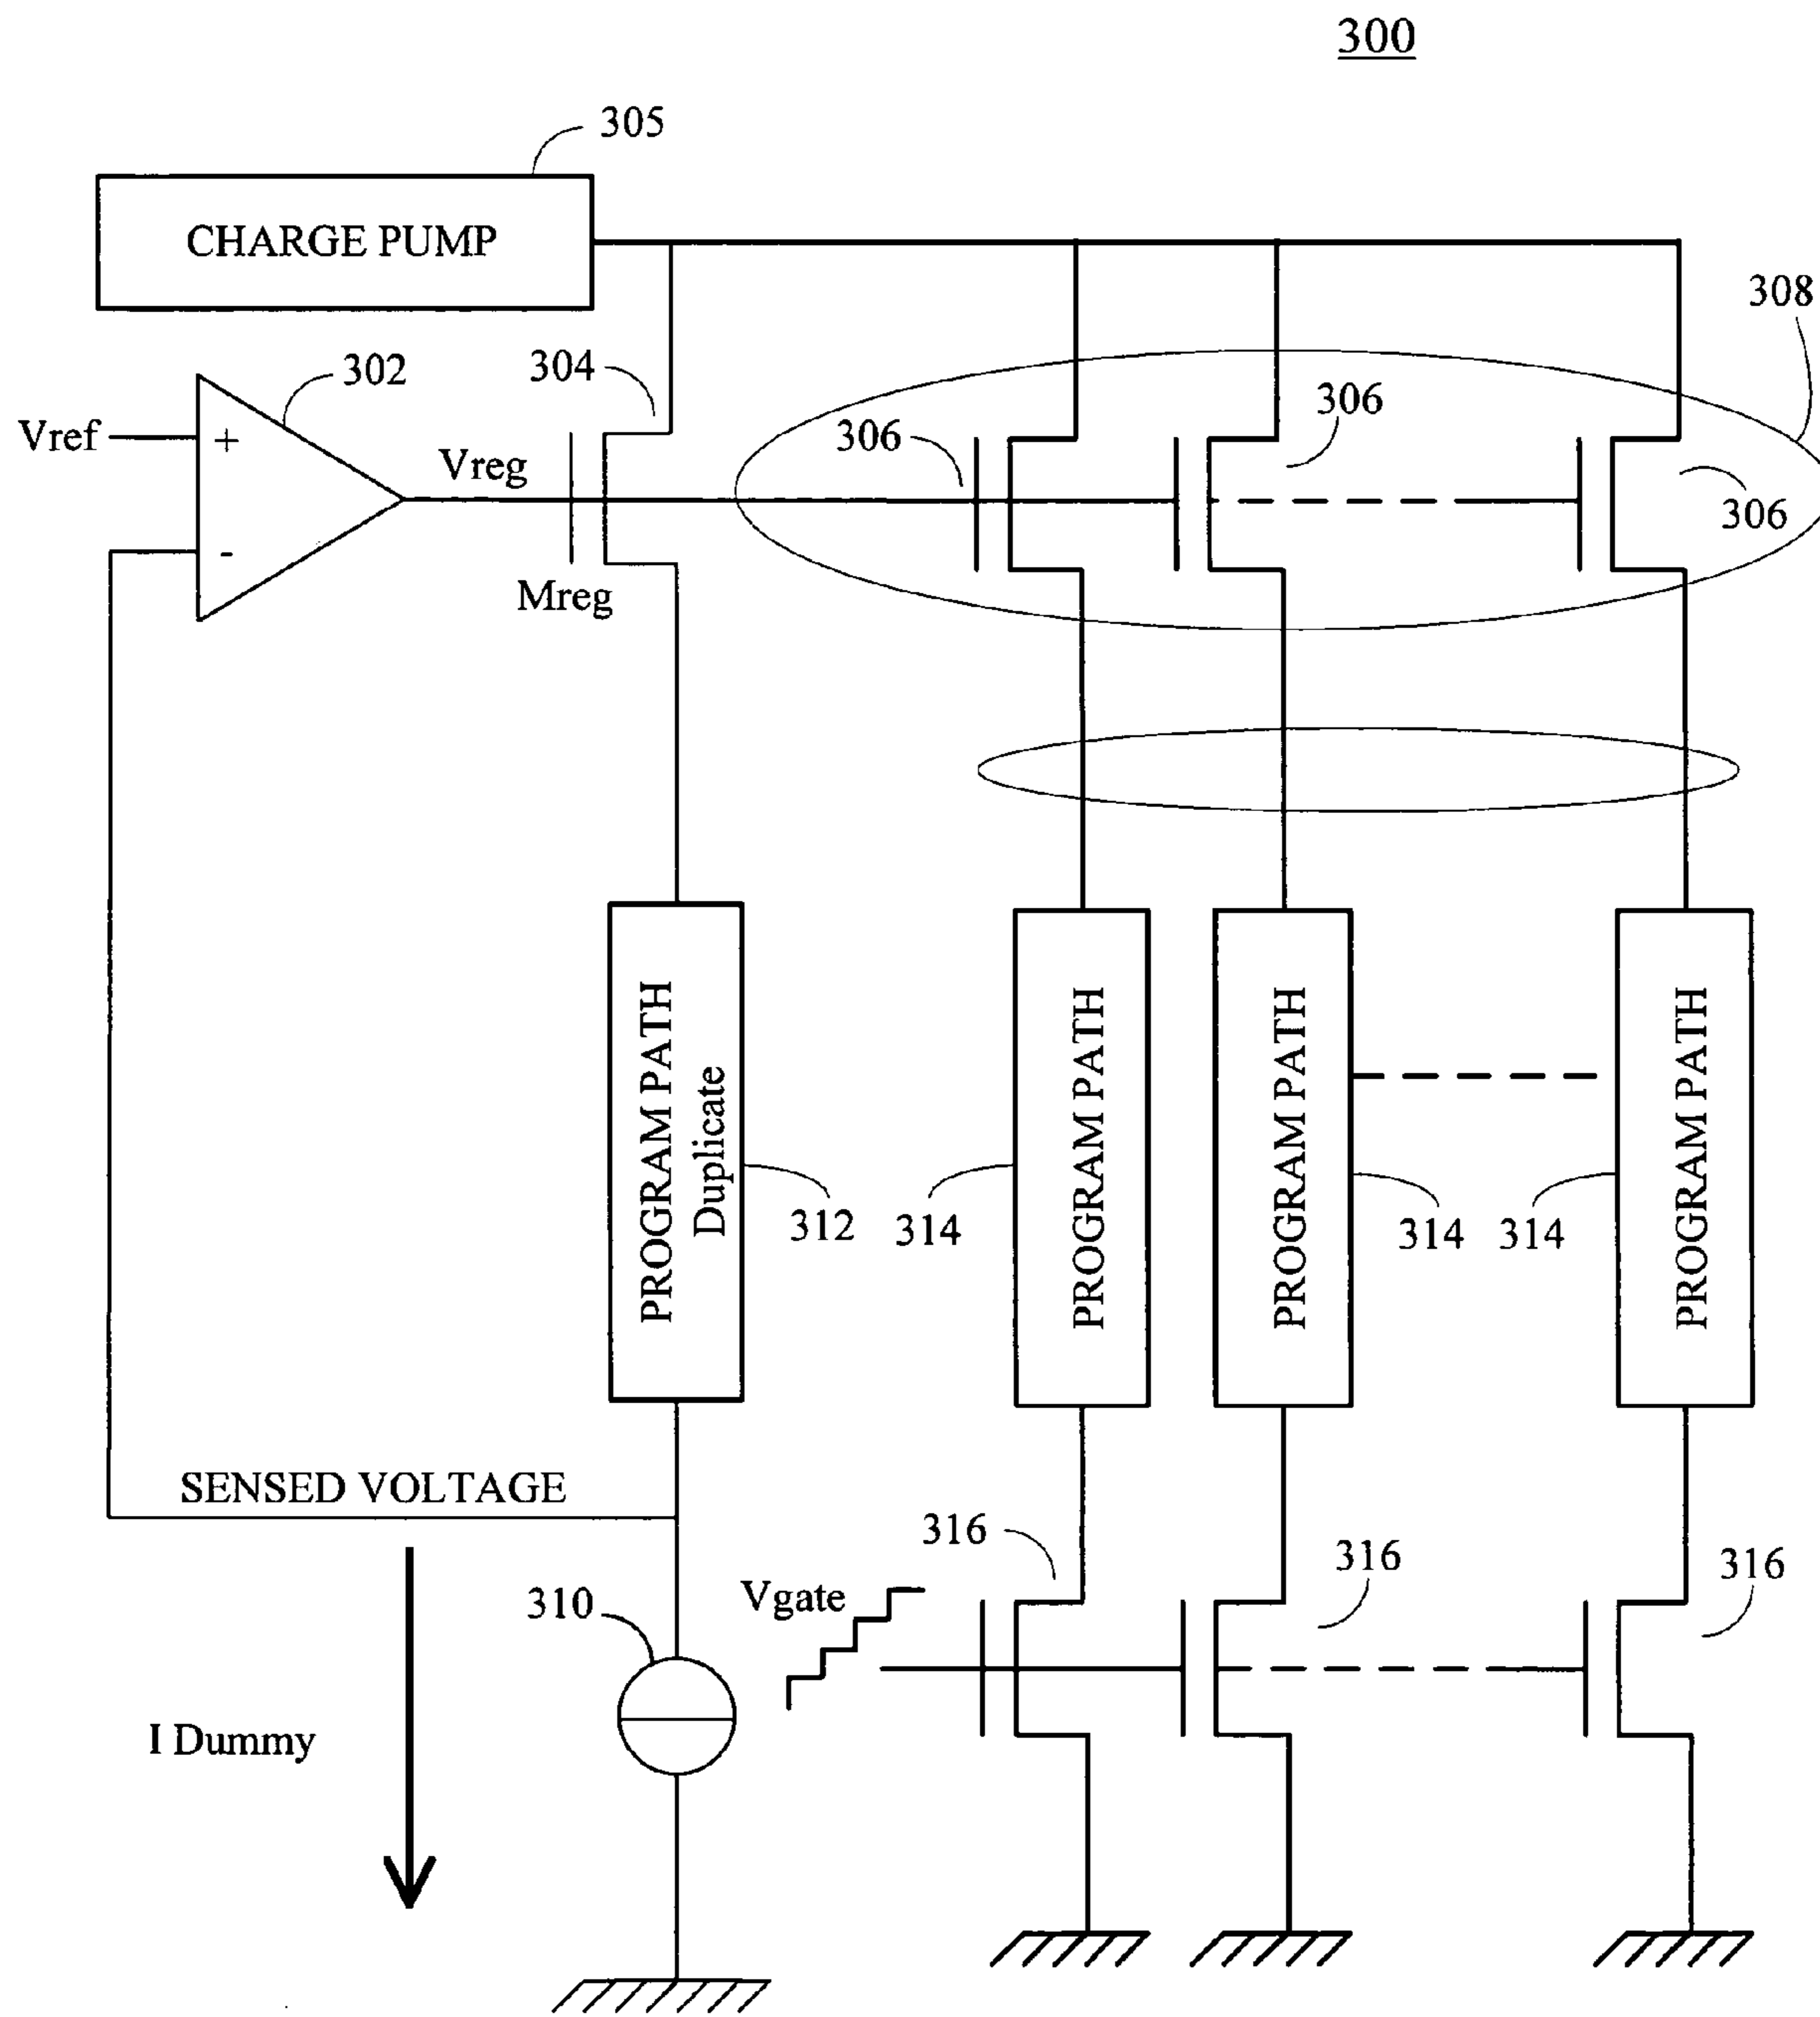 300
305
CHARGE PUMP
308
302
304
306
306
Vref
+
Vreg
306
-
Mreg
PROGRAM PATH
Duplicate
PROGRAM PATH
PROGRAM PATH
PROGRAM PATH
312
314
314
314
SENSED VOLTAGE
316
316
316
310
Vgate
I Dummy